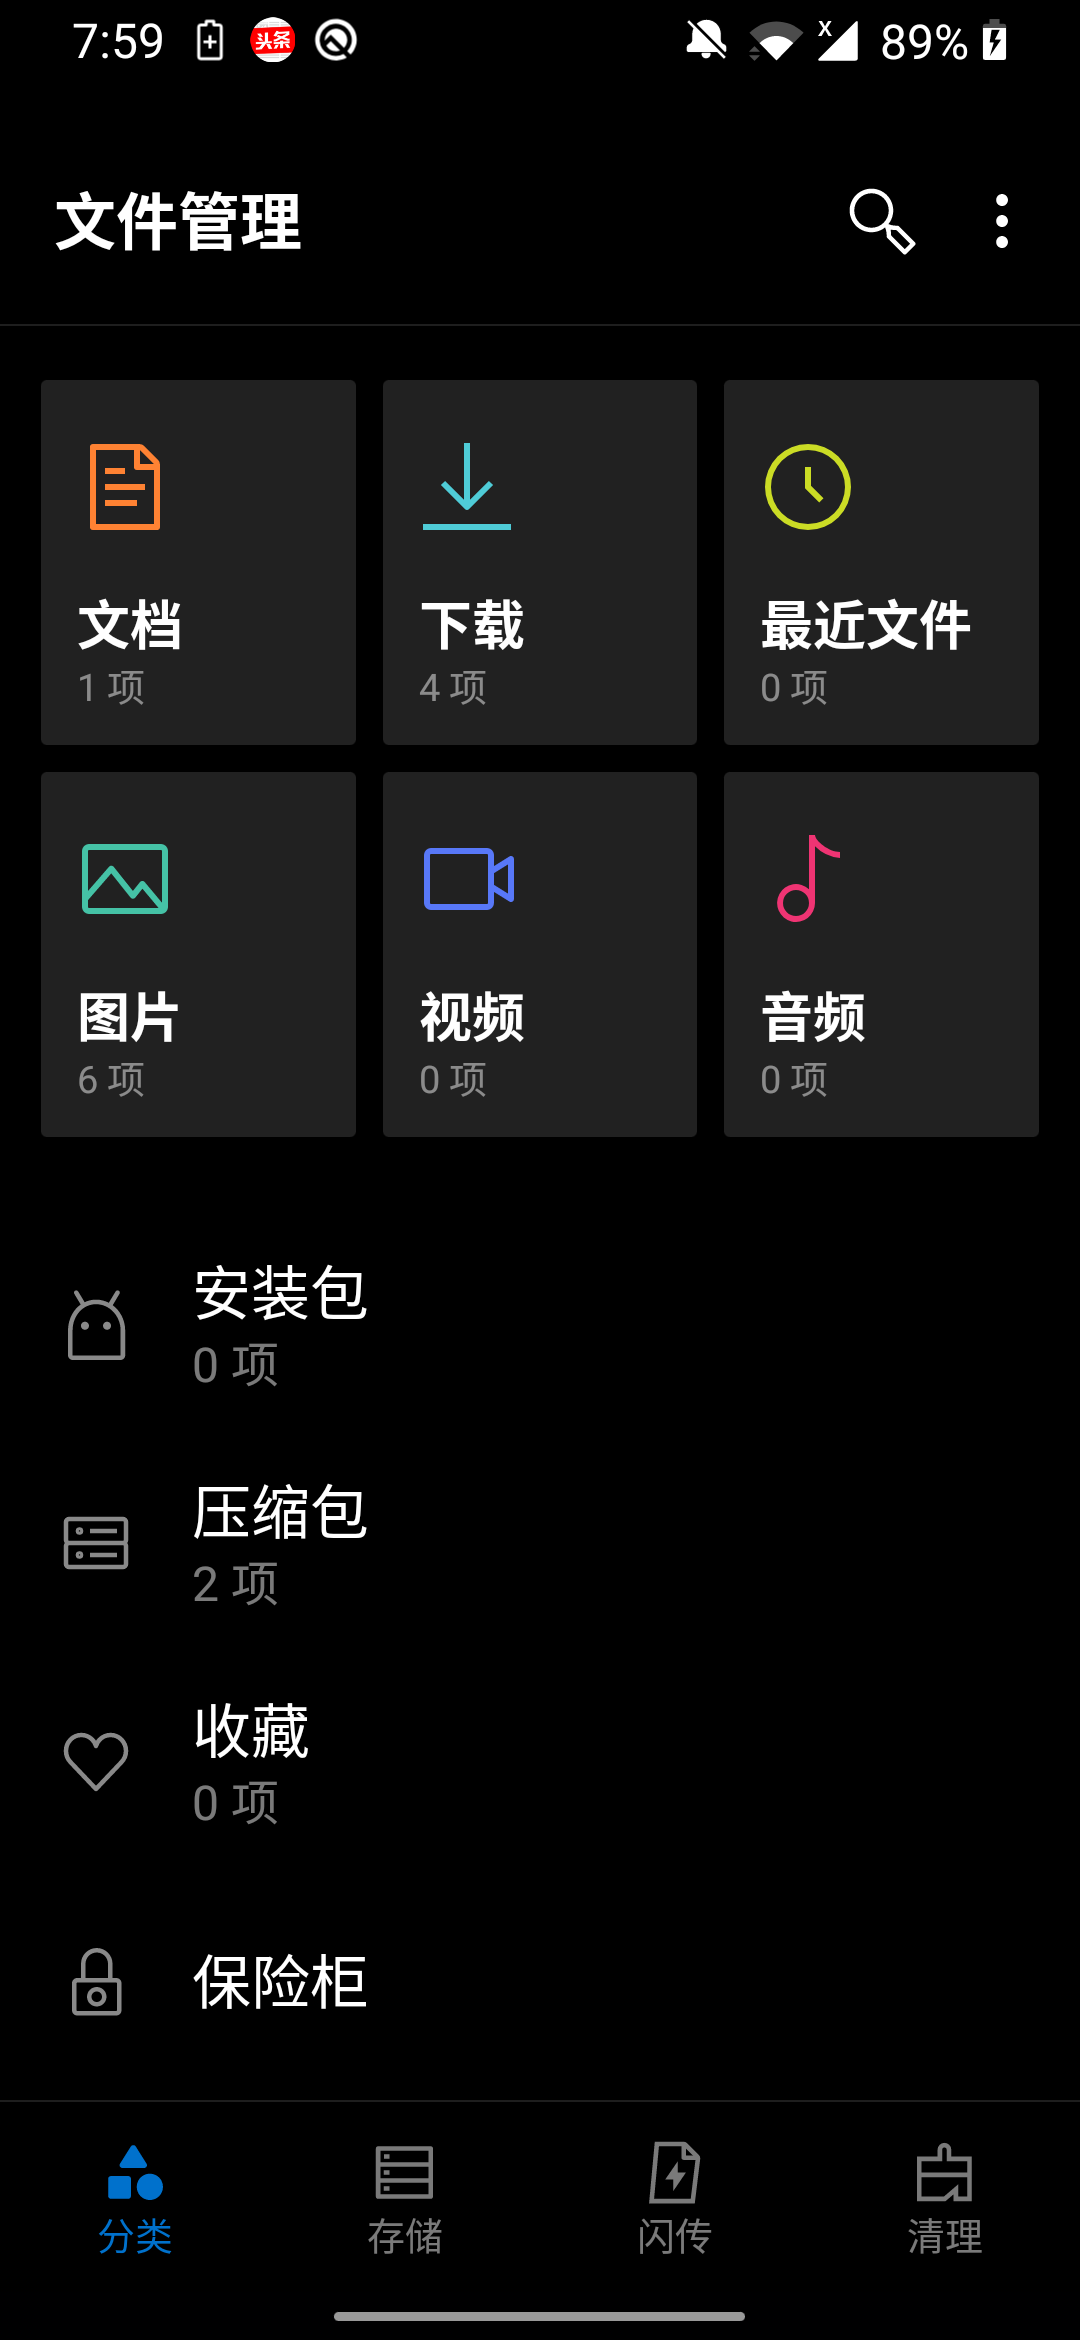 7:59 头条 89%
文件管理
文档 下载 最近文件
1 项 4 项 0 项
图片 视频 音频
6 项 0 项 0 项
安装包
0 项
压缩包
2 项
收藏
0 项
保险柜
分类 存储 闪传 清理